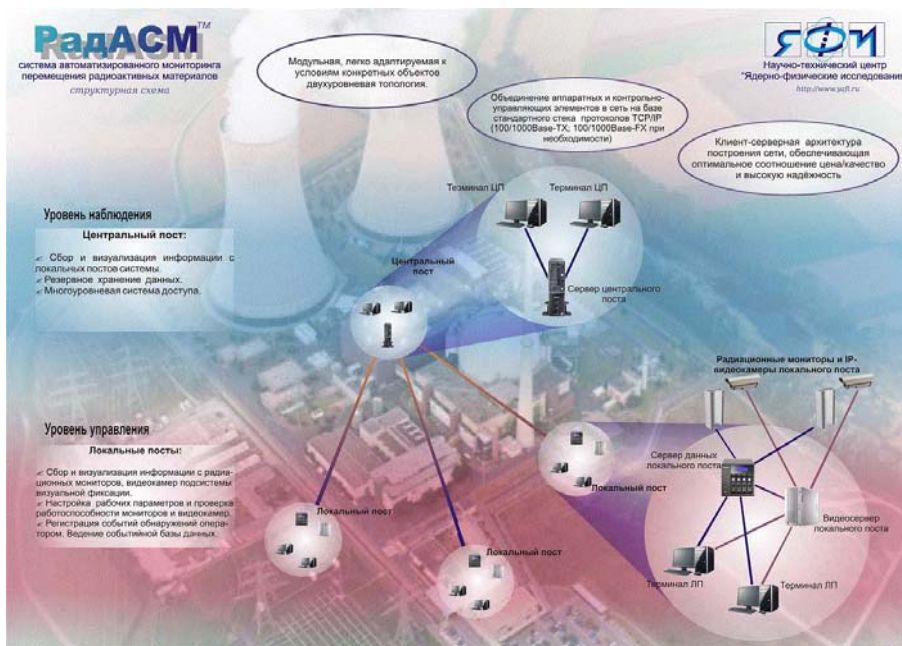 РадАСМ™
система автоматизированного мониторинга
перемещения радиоактивных материалов
структурная схема
ЯФИ
Научно-технический центр
"Ядерно-физические исследовани
http://www.yafi.ru
Модульная, легко адаптируемая к
условиям конкретных объектов
двухуровневая топология.
Объединение аппаратных и контрольно-
управляющих элементов в сеть на базе
стандартного стека протоколов TCP/IP
(100/1000Base-TX; 100/1000Base-FX при
необходимости)
Клиент-серверная архитектура
построения сети, обеспечивающая
оптимальное соотношение цена/качество
и высокую надёжность
Терминал ЦП
Терминал ЦП
Сервер центрального
поста
Центральный
пост
Уровень наблюдения
Центральный пост:
Сбор и визуализация информации с
локальных постов системы.
Резервное хранение данных.
Многоуровневая система доступа.
Радиационные мониторы и IP-
видеокамеры локального поста
Уровень управления
Локальные посты:
Сбор и визуализация информации с радиа-
ционных мониторов, видеокамер подсистемы
визуальной фиксации.
Настройка рабочих параметров и проверка
работоспособности мониторов и видеокамер.
Регистрация событий обнаружений опера-
тором. Ведение событийной базы данных.
Сервер данных
локального поста
Локальный пост
Видеосервер
локального поста
Локальный пост
Локальный пост
Терминал ЛП
Терминал ЛП